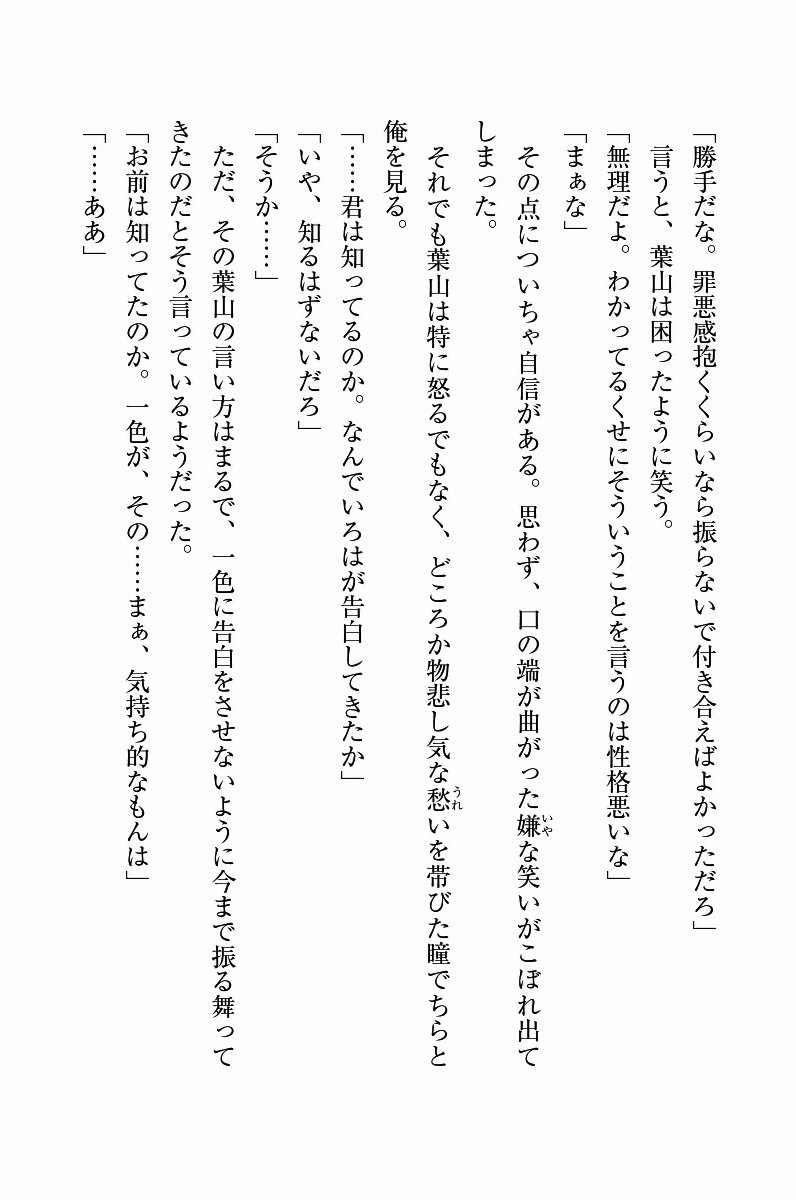 「勝手だな。罪悪感抱くくらいなら振らないで付き合えばよかっただろ」
　言うと、葉山は困ったように笑う。
「無理だよ。わかってるくせにそういうことを言うのは性格悪いな」
「まぁな」
　その点についちゃ自信がある。思わず、口の端が曲がった嫌な笑いがこぼれ出て
しまった。
　それでも葉山は特に怒るでもなく、どころか物悲し気な愁いを帯びた瞳でちらと
俺を見る。
「……君は知ってるのか。なんでいろはが告白してきたか」
「いや、知るはずないだろ」
「そうか……」
　ただ、その葉山の言い方はまるで、一色に告白をさせないように今まで振る舞って
きたのだとそう言っているようだった。
「お前は知ってたのか。一色が、その……まぁ、気持ち的なもんは」
「……ああ」